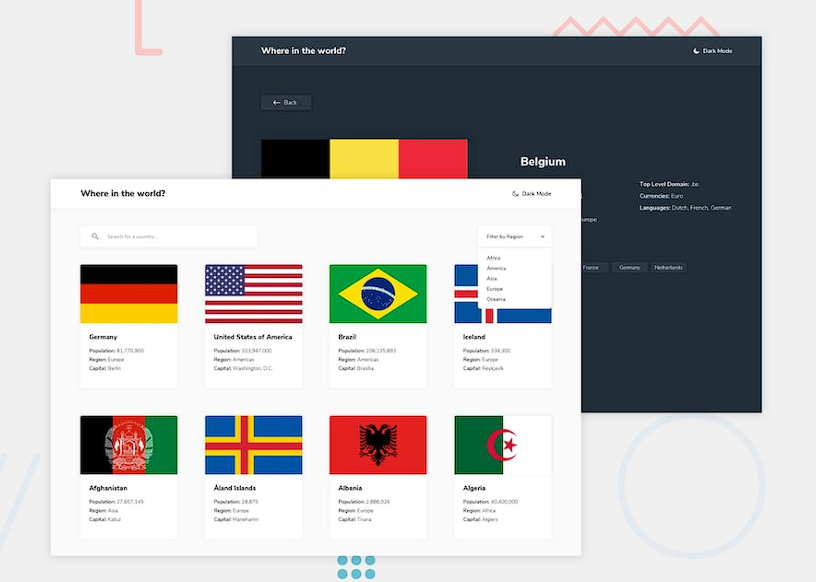 Where in the world?
Dark Mode
Back
Belgium
Top Level Domain: .be
Currencies: Euro
Languages: Dutch, French, German
France
Germany
Netherlands
Where in the world?
Dark Mode
Search for a country...
Filter by Region
Africa
America
Asia
Europe
Oceania
Germany
Population: 81,770,900
Region: Europe
Capital: Berlin
United States of America
Population: 323,947,000
Region: Americas
Capital: Washington, D.C.
Brazil
Population: 206,135,893
Region: Americas
Capital: Brasília
Iceland
Population: 334,300
Region: Europe
Capital: Reykjavík
Afghanistan
Population: 27,657,145
Region: Asia
Capital: Kabul
Åland Islands
Population: 28,875
Region: Europe
Capital: Mariehamn
Albania
Population: 2,886,026
Region: Europe
Capital: Tirana
Algeria
Population: 40,400,000
Region: Africa
Capital: Algiers